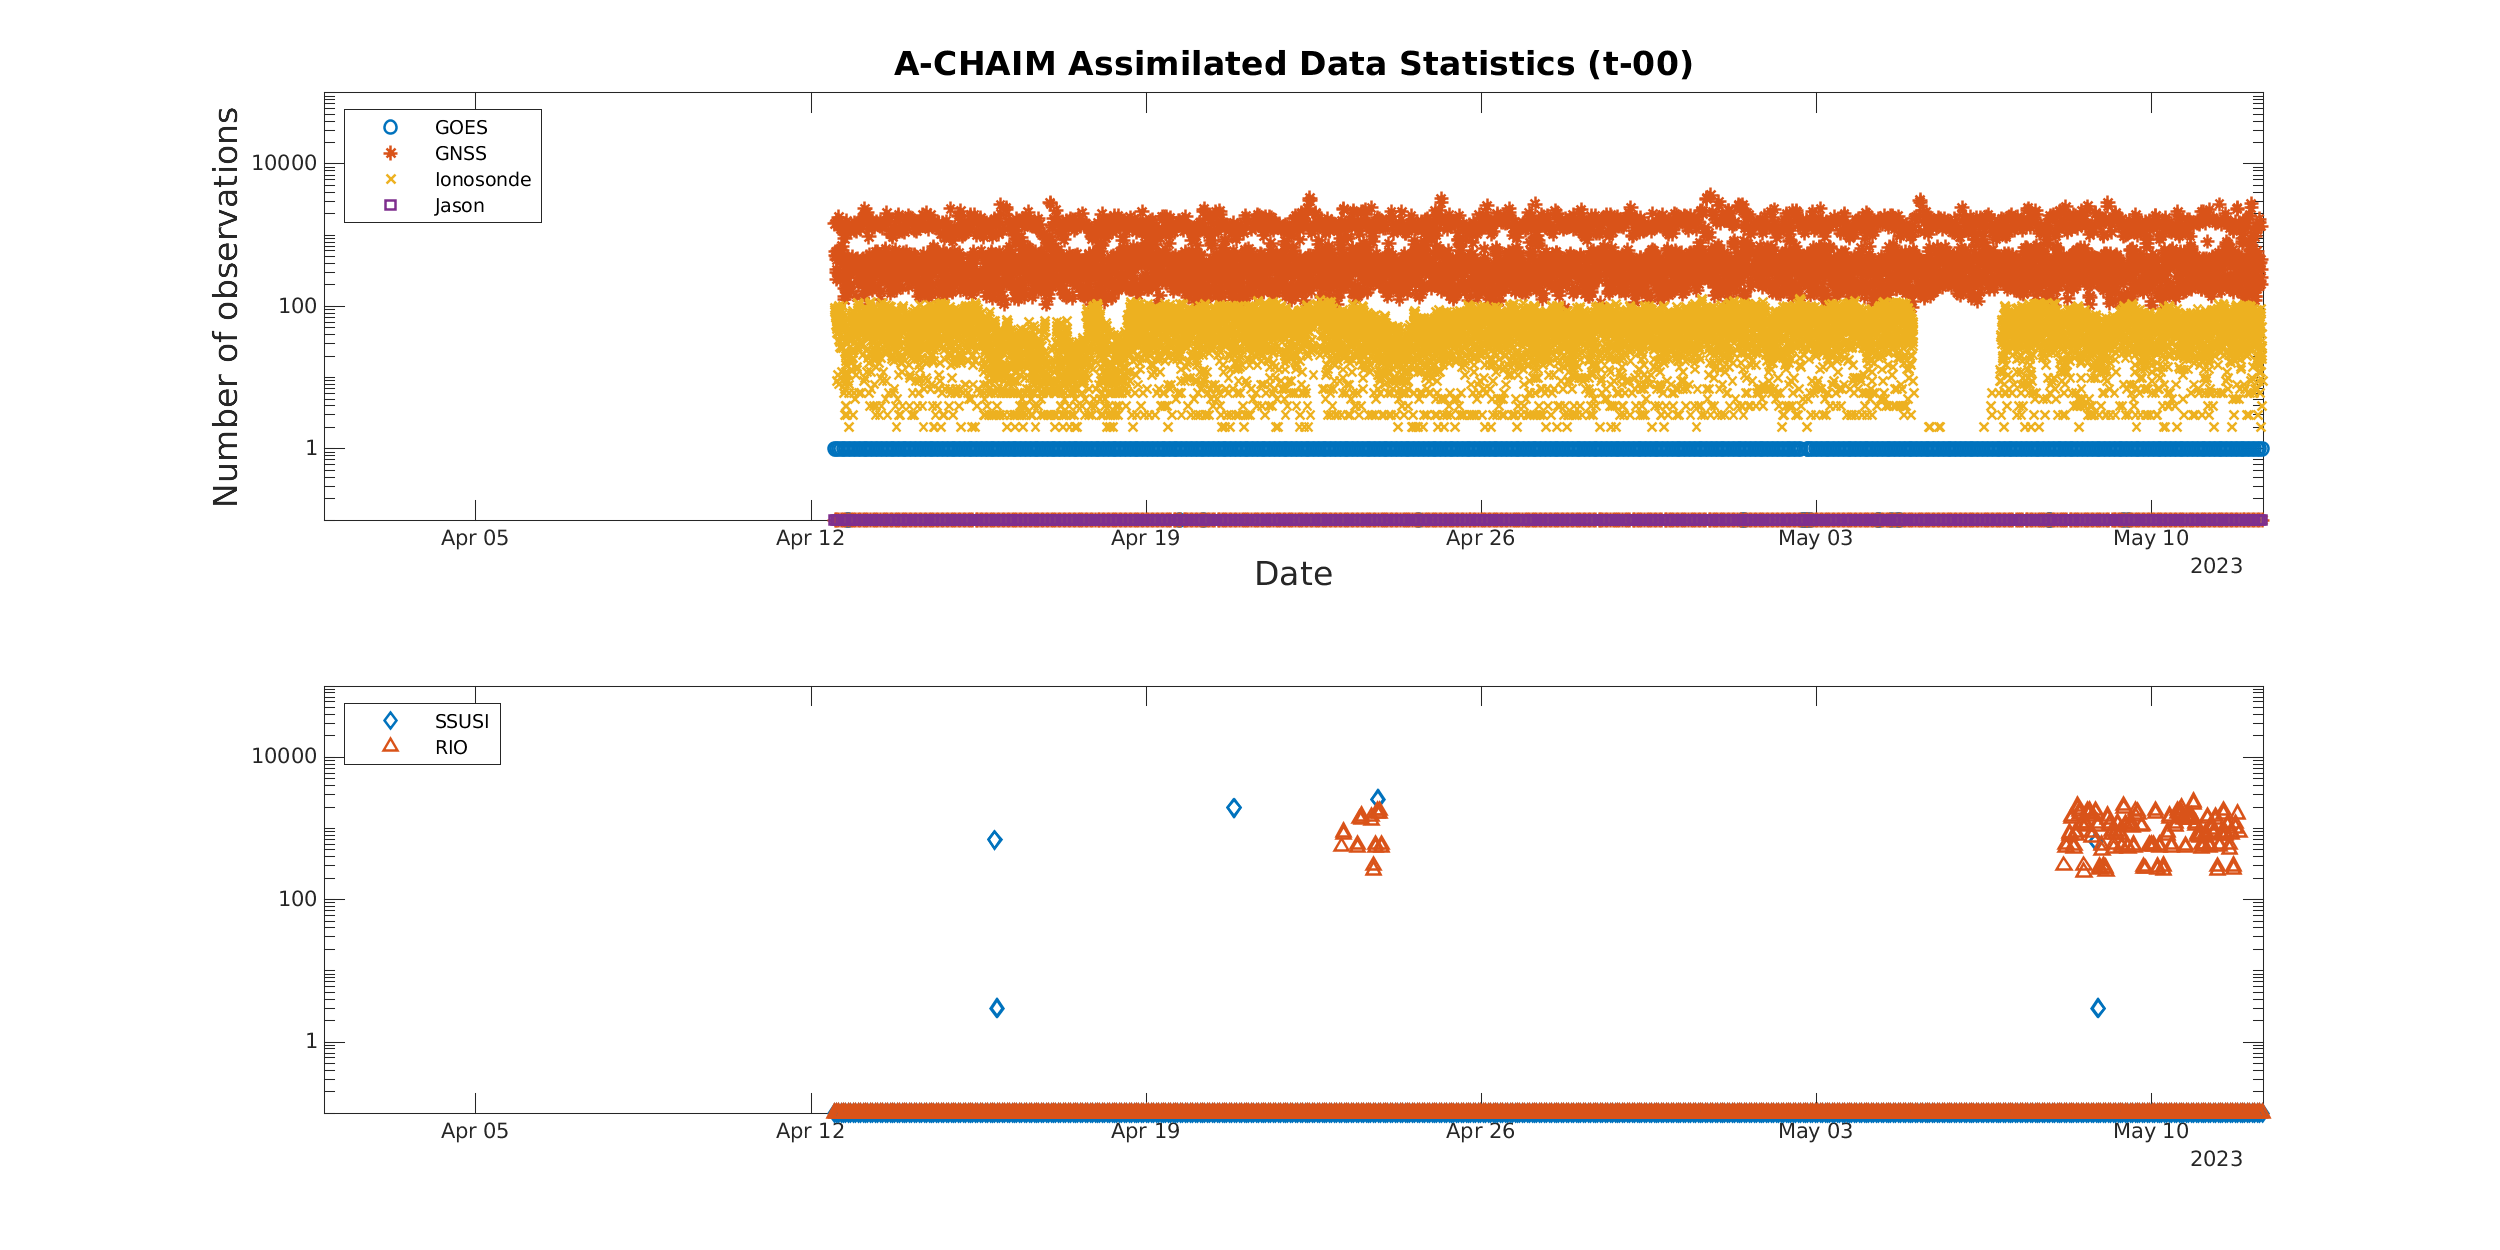 A-CHAIM Assimilated Data Statistics (t-00)
Number of observations
GOES
GNSS
Ionosonde
Jason
10000
100
1
Apr 05 Apr 12 Apr 19 Apr 26 May 03 May 10
2023
Date
SSUSI
RIO
10000
100
1
Apr 05 Apr 12 Apr 19 Apr 26 May 03 May 10
2023